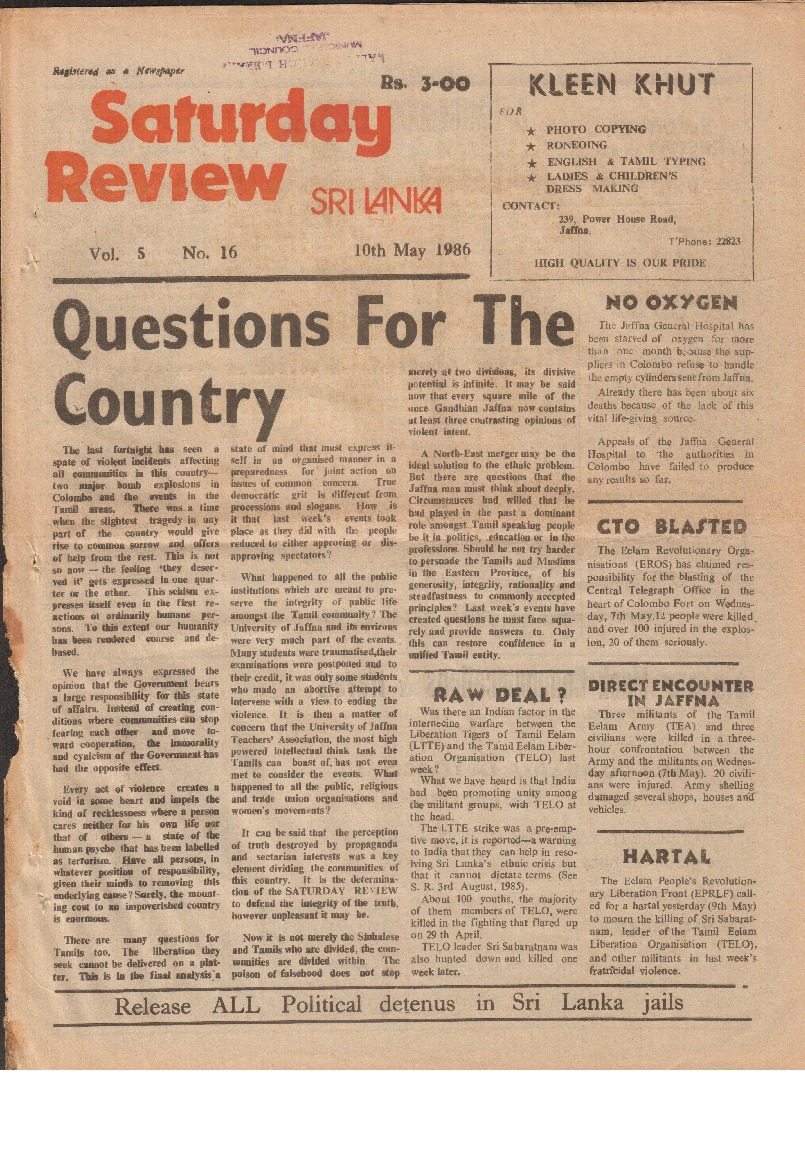 Registered as a Newspaper
JAFFNA.
COUNCIL
Rs. 3-00
Saturday
Review SRI LANKA
Vol. 5 No. 16 10th May 1986
KLEEN KHUT
FOR
★ PHOTO COPYING
★ RONEOING
★ ENGLISH & TAMIL TYPING
★ LADIES & CHILDREN'S
DRESS MAKING
CONTACT:
239, Power House Road,
Jaffna.
T'Phone: 22823
HIGH QUALITY IS OUR PRIDE
Questions For The
Country
The last fortnight has seen a
spate of violent incidents affecting
all communities in this country—
two major bomb explosions in
Colombo and the events in the
Tamil areas. There was a time
when the slightest tragedy in any
part of the country would give
rise to common sorrow and offers
of help from the rest. This is not
so now — the feeling 'they deser-
ved it' gets expressed in one quar-
ter or the other. This schism ex-
presses itself even in the first re-
actions of ordinarily humane per-
sons. To this extent our humanity
has been rendered coarse and de-
based.
We have always expressed the
opinion that the Government bears
a large responsibility for this state
of affairs. Instead of creating con-
ditions where communities can stop
fearing each other and move to-
ward cooperation, the immorality
and cynicism of the Government has
had the opposite effect.
Every act of violence creates a
void in some heart and impels the
kind of recklessness where a person
cares neither for his own life nor
that of others — a state of the
human psyche that has been labelled
as terrorism. Have all persons, in
whatever position of responsibility,
given their minds to removing this
underlying cause? Surely, the mount-
ing cost to an impoverished country
is enormous.
There are many questions for
Tamils too. The liberation they
seek cannot be delivered on a plat-
ter. This is in the final analysis a
state of mind that must express it-
self in an organised manner in a
preparedness for joint action on
issues of common concern. True
democratic grit is different from
processions and slogans. How is
it that last week's events took
place as they did with the people
reduced to either approving or dis-
approving spectators?
What happened to all the public
institutions which are meant to pre-
serve the integrity of public life
amongst the Tamil community? The
University of Jaffna and its environs
were very much part of the events.
Many students were traumatised,their
examinations were postponed and to
their credit, it was only some students
who made an abortive attempt to
intervene with a view to ending the
violence. It is then a matter of
concern that the University of Jaffna
Teachers' Association, the most high
powered intellectual think tank the
Tamils can boast of, has not even
met to consider the events. What
happened to all the public, religious
and trade union organisations and
women's movements?
It can be said that the perception
of truth destroyed by propaganda
and sectarian interests was a key
element dividing the communities of
this country. It is the determina-
tion of the SATURDAY REVIEW
to defend the integrity of the truth,
however unpleasant it may be.
Now it is not merely the Sinhalese
and Tamils who are divided, the com-
munities are divided within. The
poison of falsehood does not stop
merely at two divisions, its divisive
potential is infinite. It may be said
now that every square mile of the
once Gandhian Jaffna now contains
at least three contrasting opinions of
violent intent.
A North-East merger may be the
ideal solution to the ethnic problem.
But there are questions that the
Jaffna man must think about deeply.
Circumstances had willed that he
had played in the past a dominant
role amongst Tamil speaking people
be it in politics, education or in the
professions. Should he not try harder
to persuade the Tamils and Muslims
in the Eastern Province, of his
generosity, integrity, rationality and
steadfastness to commonly accepted
principles? Last week's events have
created questions he must face squa-
rely and provide answers to. Only
this can restore confidence in a
unified Tamil entity.
RAW DEAL ?
Was there an Indian factor in the
internecine warfare between the
Liberation Tigers of Tamil Eelam
(LTTE) and the Tamil Eelam Liber-
ation Organisation (TELO) last
week?
What we have heard is that India
had been promoting unity among
the militant groups, with TELO at
the head.
The LTTE strike was a pre-emp-
tive move, it is reported—a warning
to India that they can help in reso-
lving Sri Lanka's ethnic crisis but
that it cannot dictate terms (See
S. R. 3rd August, 1985).
About 100 youths, the majority
of them members of TELO, were
killed in the fighting that flared up
on 29 th April.
TELO leader Sri Sabaratnam was
also hunted down and killed one
week later.
NO OXYGEN
The Jaffna General Hospital has
been starved of oxygen for more
than one month because the sup-
pliers in Colombo refuse to handle
the empty cylinders sent from Jaffna.
Already there has been about six
deaths because of the lack of this
vital life-giving source.
Appeals of the Jaffna General
Hospital to the authorities in
Colombo have failed to produce
any results so far.
CTO BLASTED
The Eelam Revolutionary Orga-
nisations (EROS) has claimed res-
ponsibility for the blasting of the
Central Telegraph Office in the
heart of Colombo Fort on Wednes-
day, 7th May, 12 people were killed
and over 100 injured in the explos-
ion, 20 of them seriously.
DIRECT ENCOUNTER
IN JAFFNA
Three militants of the Tamil
Eelam Army (TEA) and three
civilians were killed in a three-
hour confrontation between the
Army and the militants on Wednes-
day afternoon (7th May). 20 civili-
ans were injured. Army shelling
damaged several shops, houses and
vehicles.
HARTAL
The Eelam People's Revolution-
ary Liberation Front (EPRLF) call-
ed for a hartal yesterday (9th May)
to mourn the killing of Sri Sabarat-
nam, leader of the Tamil Eelam
Liberation Organisation (TELO),
and other militants in last week's
fratricidal violence.
Release ALL Political detenus in Sri Lanka jails